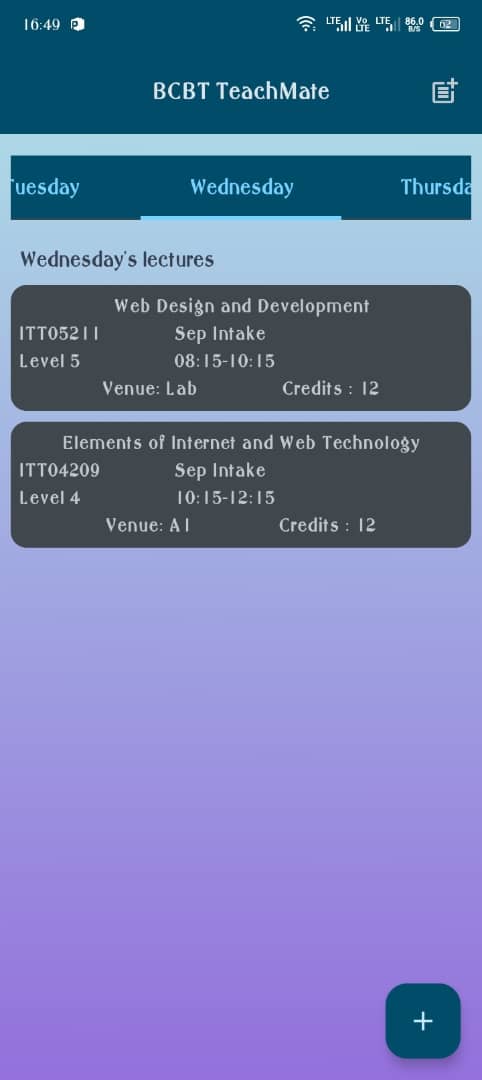 16:49
LTE Vo LTE LTE 86.0 B/S 62
BCBT TeachMate
Tuesday Wednesday Thursda
Wednesday's lectures
Web Design and Development
ITT05211 Sep Intake
Level 5 08:15-10:15
Venue: Lab Credits : 12
Elements of Internet and Web Technology
ITT04209 Sep Intake
Level 4 10:15-12:15
Venue: A1 Credits : 12
+